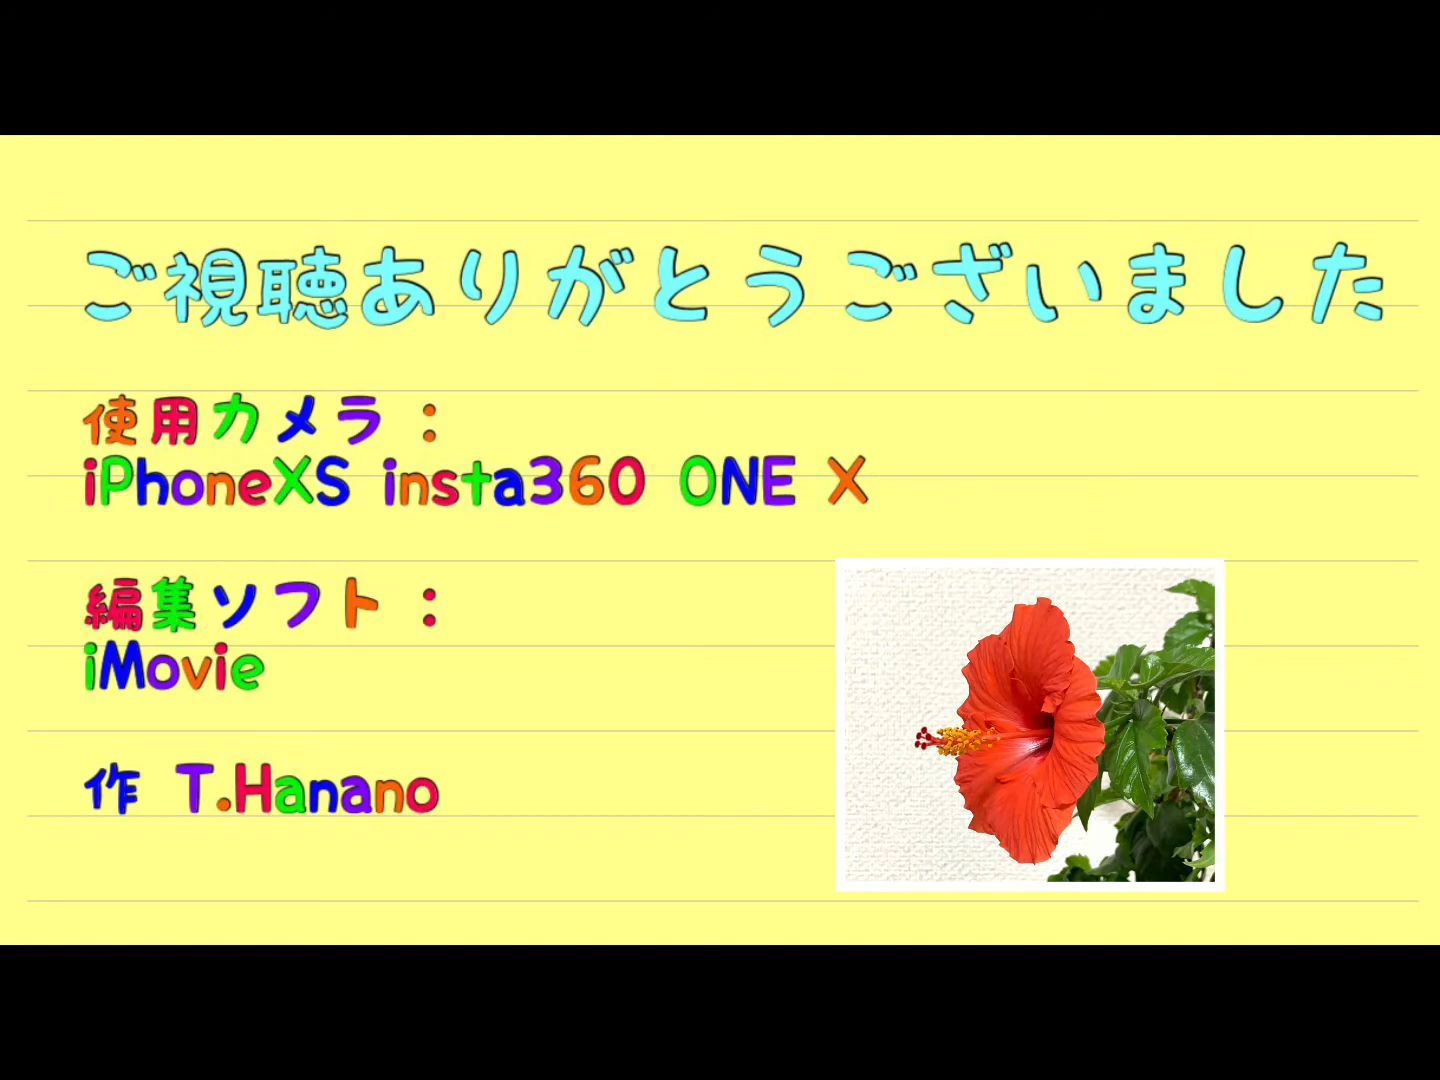 ご視聴ありがとうございました
使用カメラ：
iPhoneXS insta360 ONE X
編集ソフト：
iMovie
作 T.Hanano